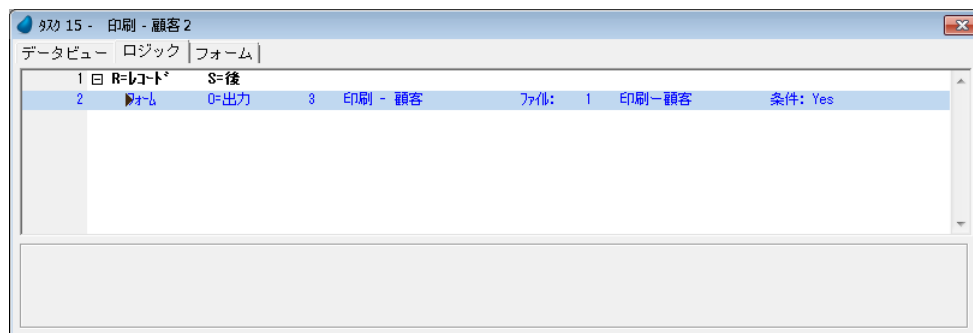 ﾀｽｸ 15 - 印刷 - 顧客２
データビュー ロジック フォーム
1 R=ﾚｺｰﾄﾞ S=後
2 ﾌｫｰﾑ O=出力 3 印刷 - 顧客 ﾌｧｲﾙ: 1 印刷ー顧客 条件: Yes